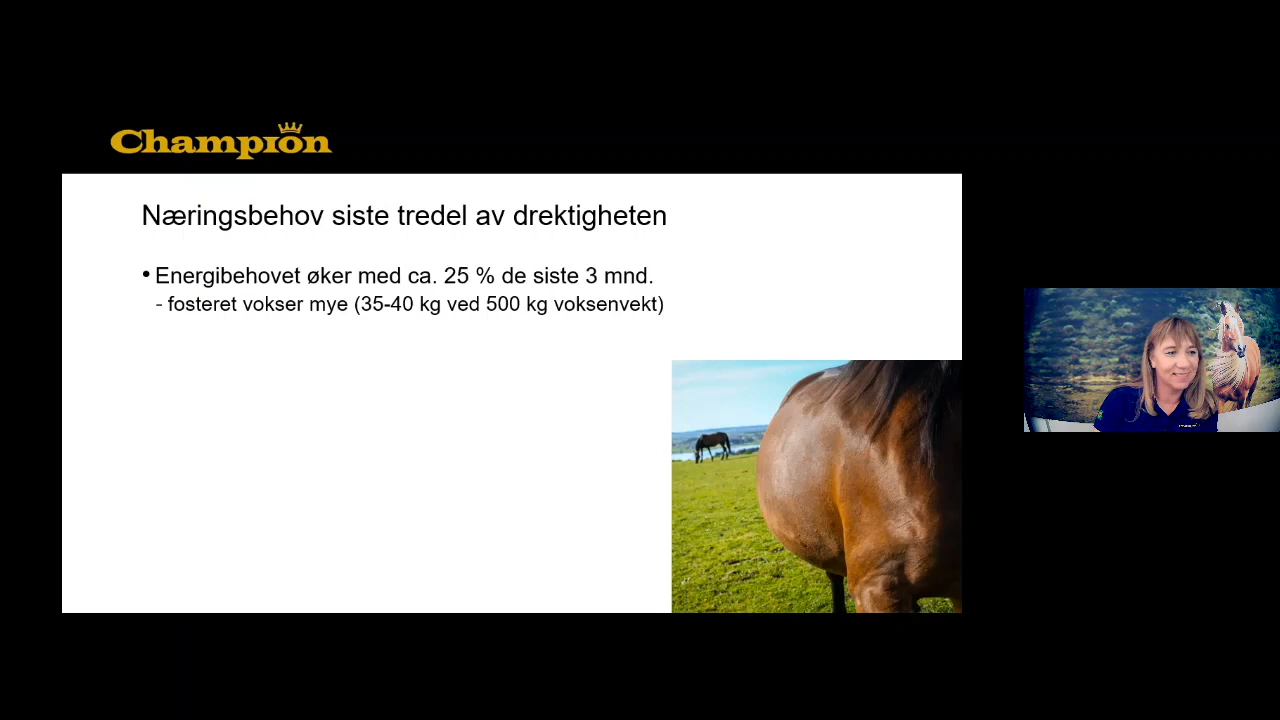 Champion
Næringsbehov siste tredel av drektigheten
• Energibehovet øker med ca. 25 % de siste 3 mnd.
- fosteret vokser mye (35-40 kg ved 500 kg voksenvekt)